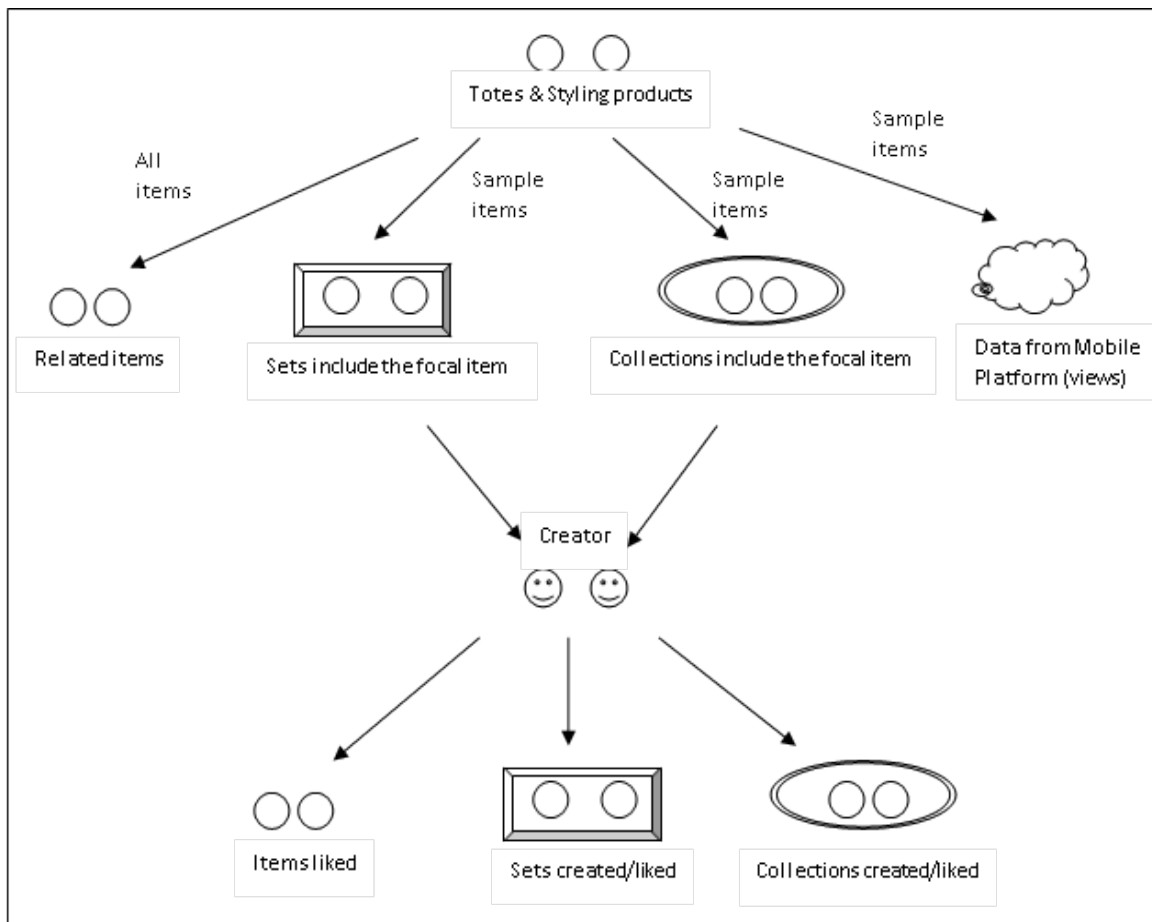 Totes & Styling products
All
items
Sample
items
Sample
items
Sample
items
Related items
Sets include the focal item
Collections include the focal item
Data from Mobile
Platform (views)
Creator
Items liked
Sets created/liked
Collections created/liked